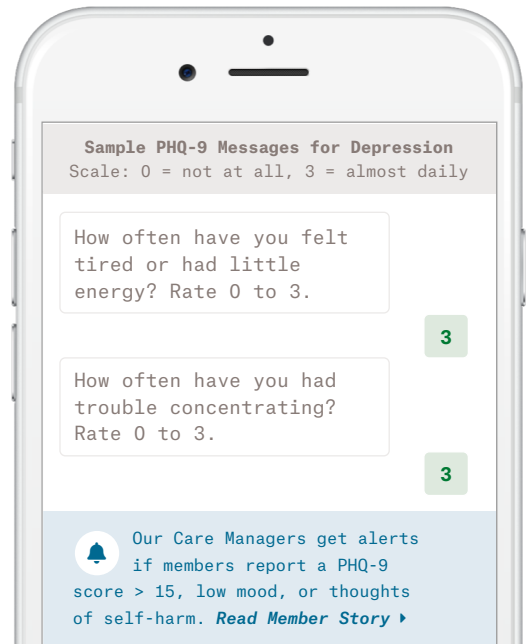 Sample PHQ-9 Messages for Depression
Scale: 0 = not at all, 3 = almost daily
How often have you felt
tired or had little
energy? Rate 0 to 3.
3
How often have you had
trouble concentrating?
Rate 0 to 3.
3
Our Care Managers get alerts
if members report a PHQ-9
score > 15, low mood, or thoughts
of self-harm. Read Member Story